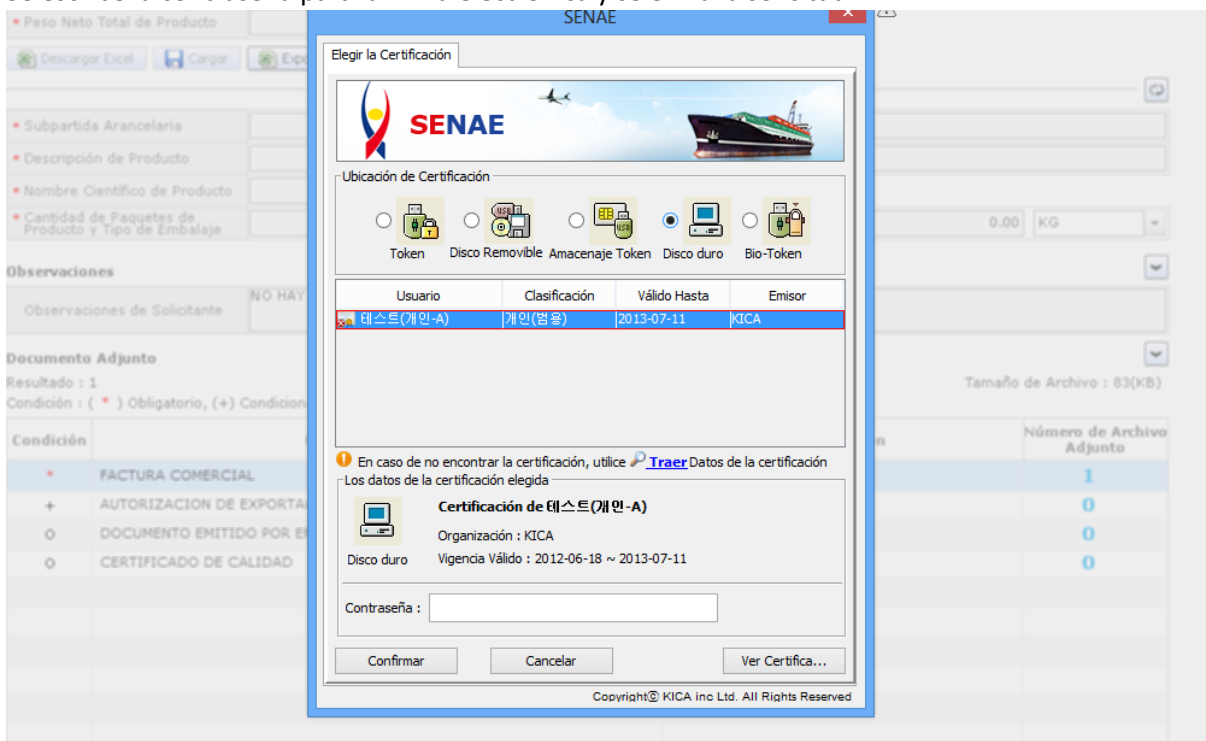 SENAE
* Peso Neto Total de Producto
Descargar Excel
Cargar
Elegir la Certificación
SENAE
* Subpartida Arancelaria
* Descripción de Producto
* Nombre Científico de Producto
* Cantidad de Paquetes de
Producto y Tipo de Embalaje
0.00 KG
Ubicación de Certificación
Token Disco Removible Amacenaje Token Disco duro Bio-Token
Observaciones
Observaciones de Solicitante
NO HAY
Usuario Clasificación Válido Hasta Emisor
테스트(개인-A) 개인(범용) 2013-07-11 KICA
Documento Adjunto
Resultado : 1
Tamaño de Archivo : 83(KB)
Condición : ( * ) Obligatorio, (+) Condicion
Condición
Número de Archivo
Adjunto
* FACTURA COMERCIAL 1
+ AUTORIZACION DE EXPORTA 0
O DOCUMENTO EMITIDO POR 0
O CERTIFICADO DE CALIDAD 0
En caso de no encontrar la certificación, utilice Traer Datos de la certificación
Los datos de la certificación elegida
Certificación de 테스트(개인-A)
Organización : KICA
Disco duro
Vigencia Válido : 2012-06-18 ~ 2013-07-11
Contraseña :
Confirmar Cancelar Ver Certifica...
Copyright© KICA inc Ltd. All Rights Reserved